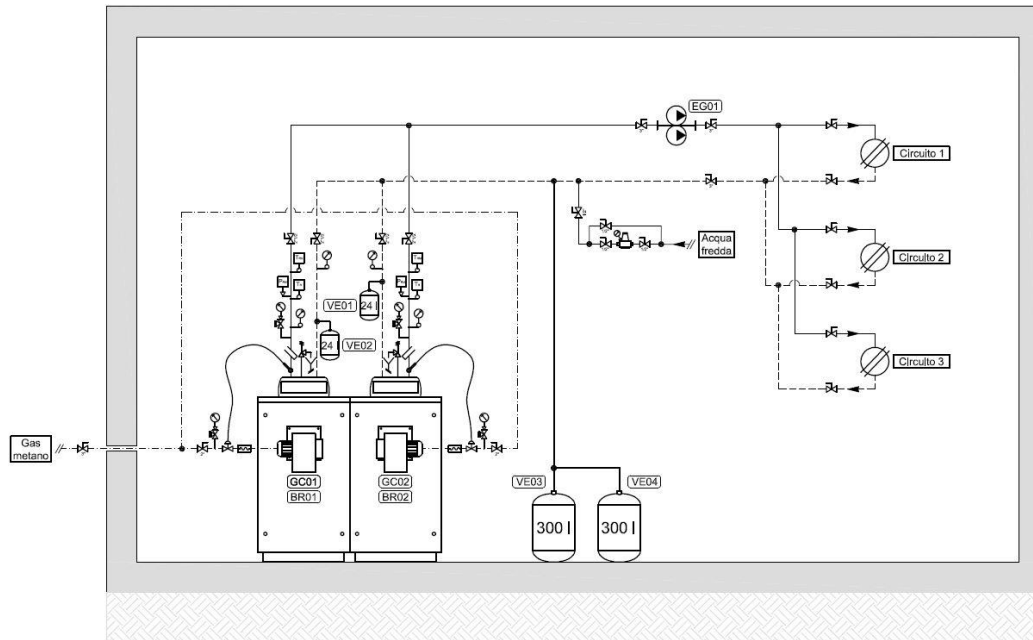 EG01
Circuito 1
Acqua
fredda
Circuito 2
VE01
24 l
24 l
VE02
Circuito 3
Gas
metano
GC01
BR01
GC02
BR02
VE03
VE04
300 l
300 l